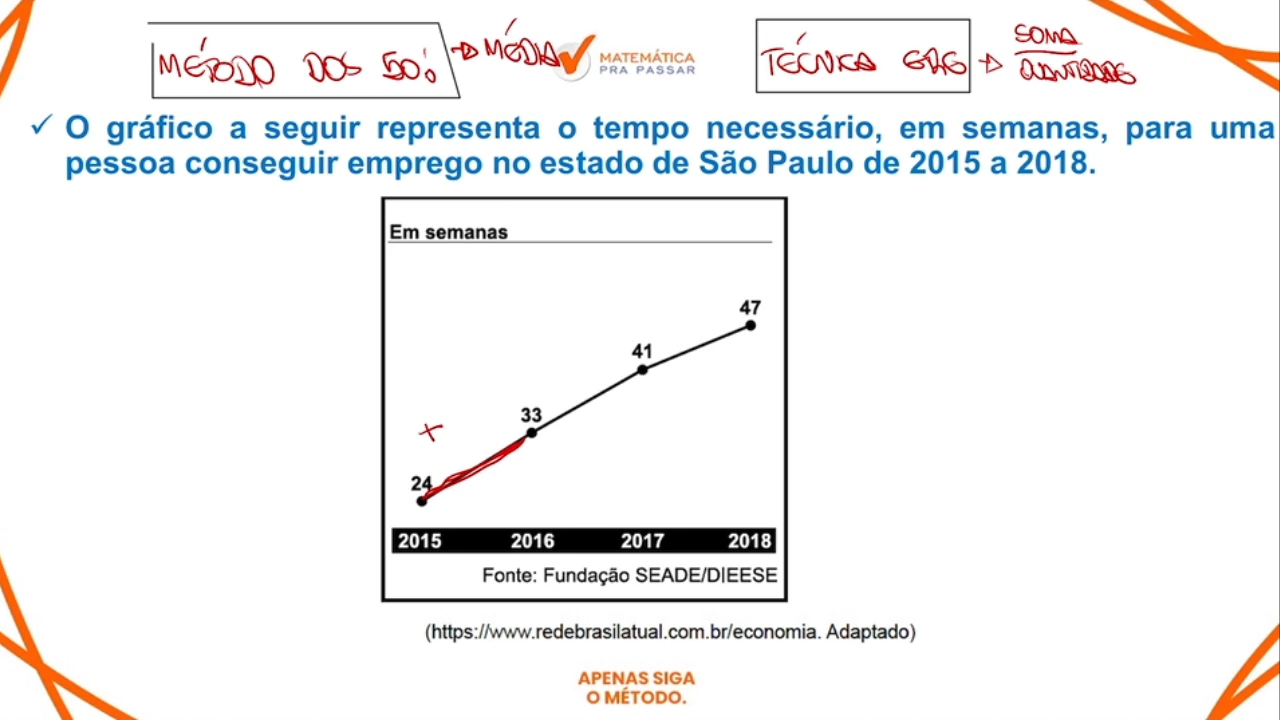 MÉTODO DOS 50: → MÉDIA
MATEMÁTICA
PRA PASSAR
TÉCNICA → SOMA
QUANTIDADES
O gráfico a seguir representa o tempo necessário, em semanas, para uma
pessoa conseguir emprego no estado de São Paulo de 2015 a 2018.
Em semanas
47
41
33
+
24
2015 2016 2017 2018
Fonte: Fundação SEADE/DIEESE
(https://www.redebrasilatual.com.br/economia. Adaptado)
APENAS SIGA
O MÉTODO.